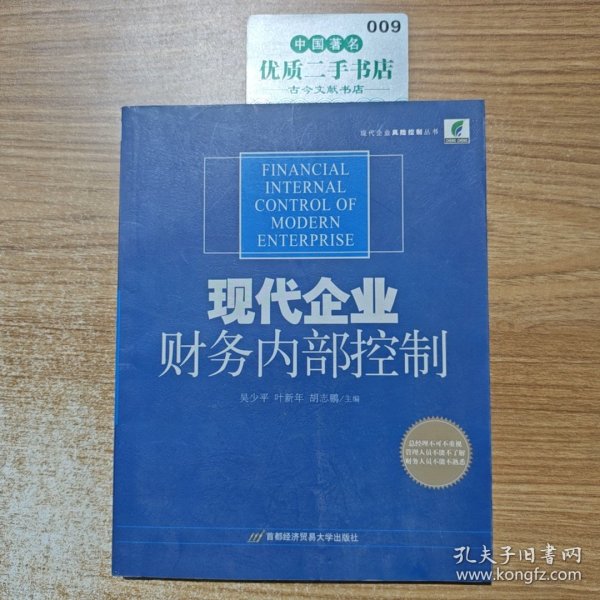 009
中国著名
优质二手书店
古今文献书店
现代企业风险控制丛书
FINANCIAL
INTERNAL
CONTROL OF
MODERN
ENTERPRISE
现代企业
财务内部控制
吴少平 叶新年 胡志鹏/主编
总经理不可不重视
管理人员不能不了解
财务人员不能不熟悉
首都经济贸易大学出版社
孔夫子旧书网
www.kongfz.com